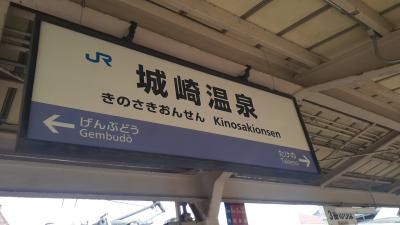 JR
城崎温泉
きのさきおんせん Kinosakionsen
← げんぶどう
Gembudō
たけの →
Takeno